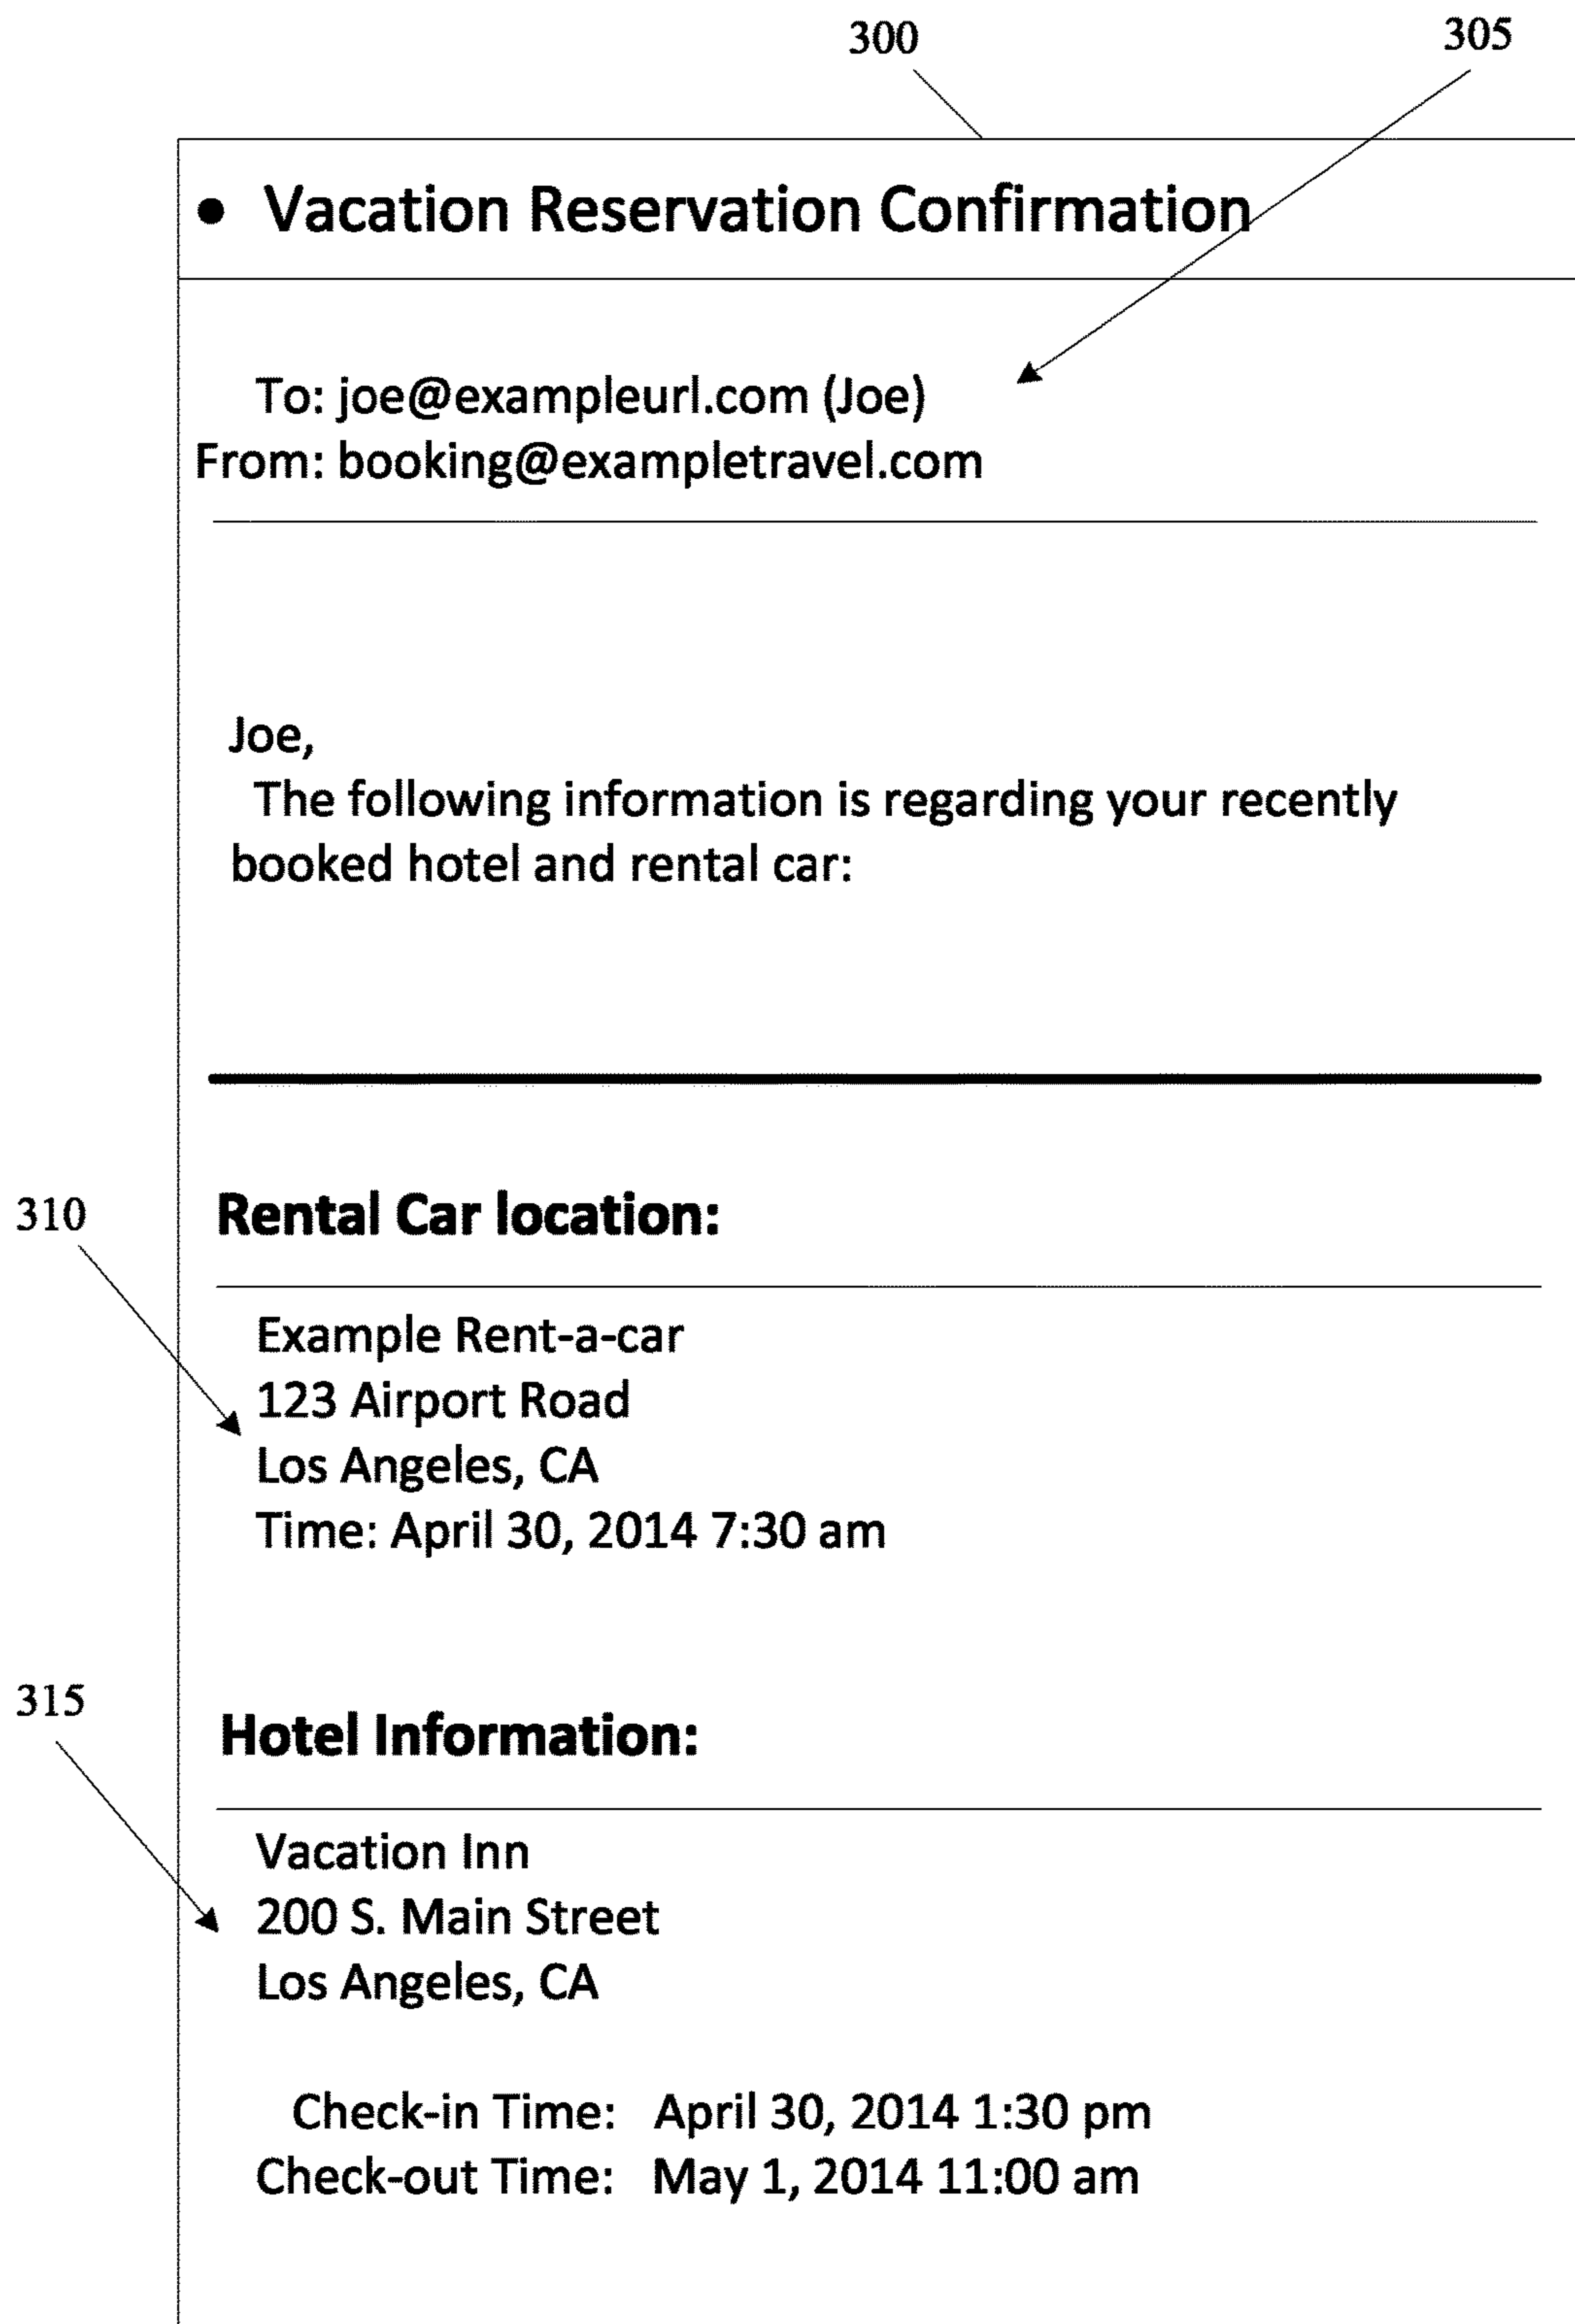 300
305
• Vacation Reservation Confirmation
To: joe@exampleurl.com (Joe)
From: booking@exampletravel.com
Joe,
The following information is regarding your recently
booked hotel and rental car:
310
Rental Car location:
Example Rent-a-car
123 Airport Road
Los Angeles, CA
Time: April 30, 2014 7:30 am
315
Hotel Information:
Vacation Inn
200 S. Main Street
Los Angeles, CA
Check-in Time: April 30, 2014 1:30 pm
Check-out Time: May 1, 2014 11:00 am